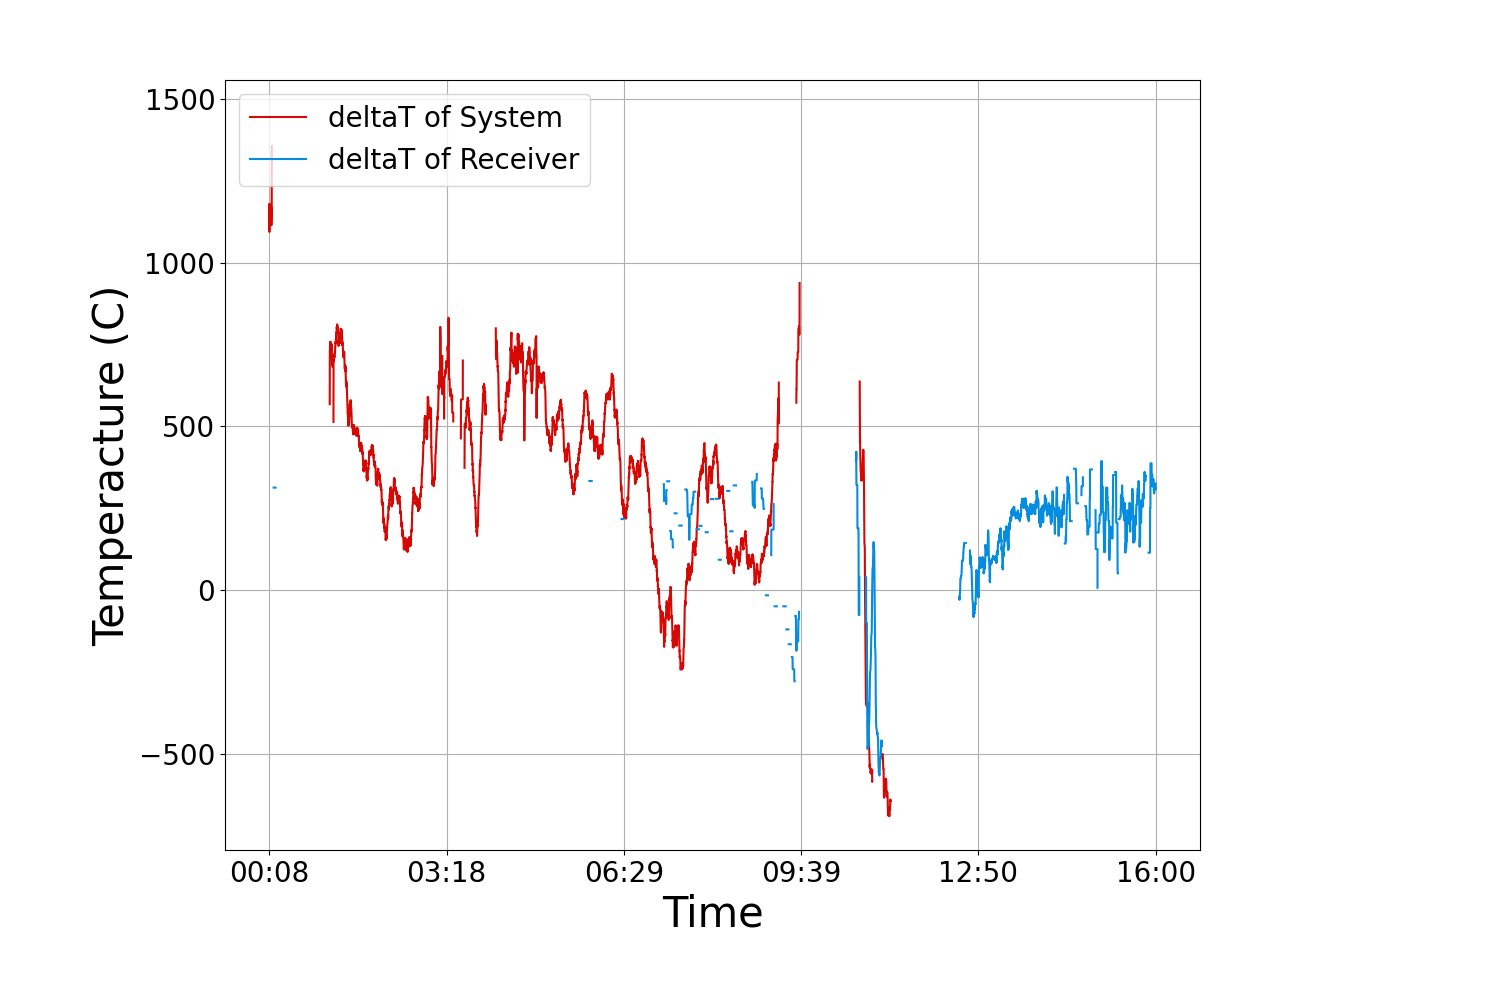 1500
1000
500
0
−500
deltaT of System
deltaT of Receiver
Temperacture (C)
00:08 03:18 06:29 09:39 12:50 16:00
Time